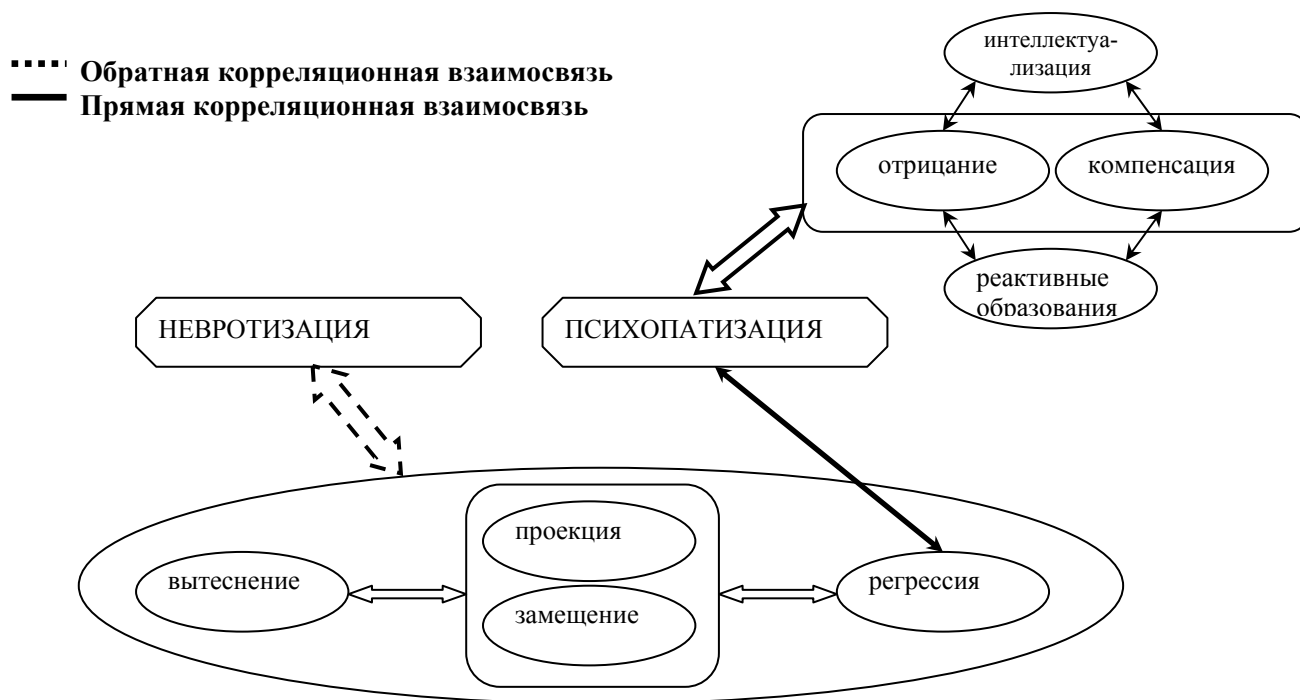 интеллектуа-
лизация
Обратная корреляционная взаимосвязь
Прямая корреляционная взаимосвязь
отрицание
компенсация
реактивные
образования
НЕВРОТИЗАЦИЯ
ПСИХОПАТИЗАЦИЯ
проекция
вытеснение
регрессия
замещение